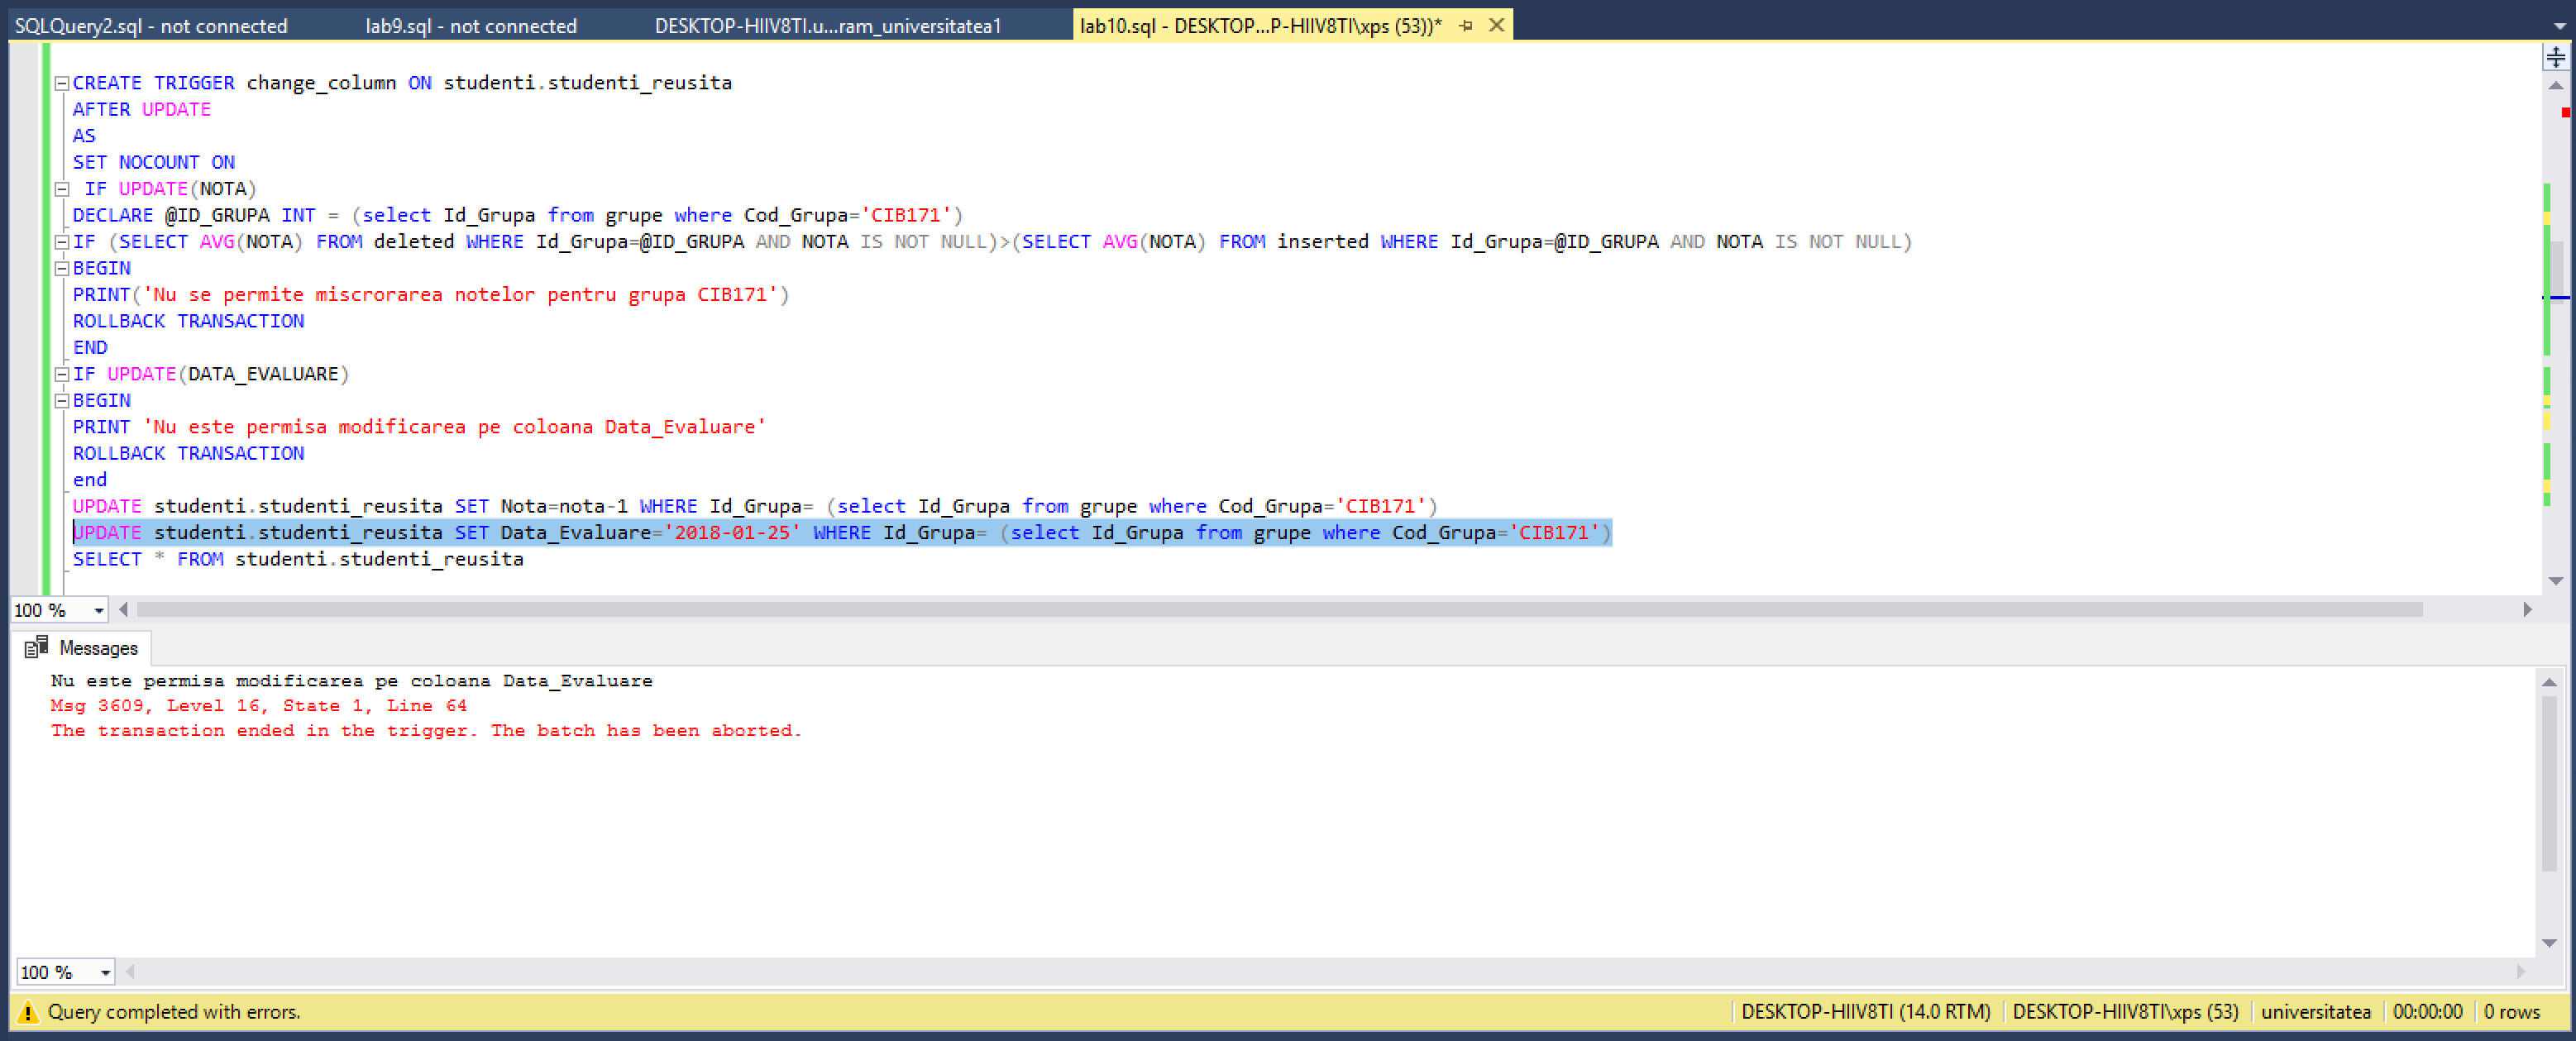 SQLQuery2.sql - not connected lab9.sql - not connected DESKTOP-HIIV8TI.u...ram_universitatea1 lab10.sql - DESKTOP...P-HIIV8TI\xps (53))*
CREATE TRIGGER change_column ON studenti.studenti_reusita
AFTER UPDATE
AS
SET NOCOUNT ON
IF UPDATE(NOTA)
DECLARE @ID_GRUPA INT = (select Id_Grupa from grupe where Cod_Grupa='CIB171')
IF (SELECT AVG(NOTA) FROM deleted WHERE Id_Grupa=@ID_GRUPA AND NOTA IS NOT NULL)>(SELECT AVG(NOTA) FROM inserted WHERE Id_Grupa=@ID_GRUPA AND NOTA IS NOT NULL)
BEGIN
PRINT('Nu se permite miscrorarea notelor pentru grupa CIB171')
ROLLBACK TRANSACTION
END
IF UPDATE(DATA_EVALUARE)
BEGIN
PRINT 'Nu este permisa modificarea pe coloana Data_Evaluare'
ROLLBACK TRANSACTION
end
UPDATE studenti.studenti_reusita SET Nota=nota-1 WHERE Id_Grupa= (select Id_Grupa from grupe where Cod_Grupa='CIB171')
UPDATE studenti.studenti_reusita SET Data_Evaluare='2018-01-25' WHERE Id_Grupa= (select Id_Grupa from grupe where Cod_Grupa='CIB171')
SELECT * FROM studenti.studenti_reusita
100 %
Messages
Nu este permisa modificarea pe coloana Data_Evaluare
Msg 3609, Level 16, State 1, Line 64
The transaction ended in the trigger. The batch has been aborted.
100 %
Query completed with errors. DESKTOP-HIIV8TI (14.0 RTM) DESKTOP-HIIV8TI\xps (53) universitatea 00:00:00 0 rows